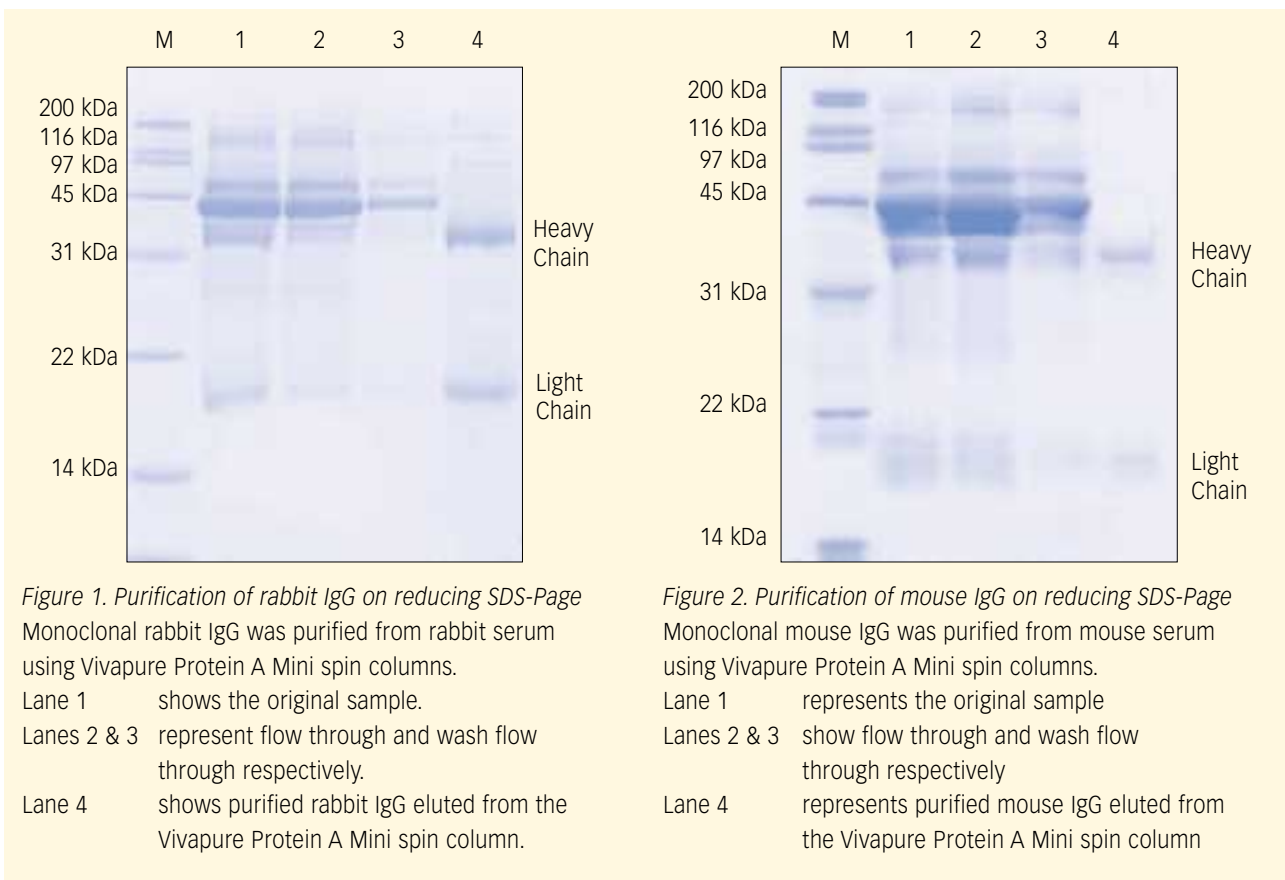 M 1 2 3 4
200 kDa
116 kDa
97 kDa
45 kDa
31 kDa
22 kDa
14 kDa
Heavy
Chain
Light
Chain
Figure 1. Purification of rabbit IgG on reducing SDS-Page
Monoclonal rabbit IgG was purified from rabbit serum
using Vivapure Protein A Mini spin columns.
Lane 1 shows the original sample.
Lanes 2 & 3 represent flow through and wash flow
through respectively.
Lane 4 shows purified rabbit IgG eluted from the
Vivapure Protein A Mini spin column.
M 1 2 3 4
200 kDa
116 kDa
97 kDa
45 kDa
31 kDa
22 kDa
14 kDa
Heavy
Chain
Light
Chain
Figure 2. Purification of mouse IgG on reducing SDS-Page
Monoclonal mouse IgG was purified from mouse serum
using Vivapure Protein A Mini spin columns.
Lane 1 represents the original sample
Lanes 2 & 3 show flow through and wash flow
through respectively
Lane 4 represents purified mouse IgG eluted from
the Vivapure Protein A Mini spin column